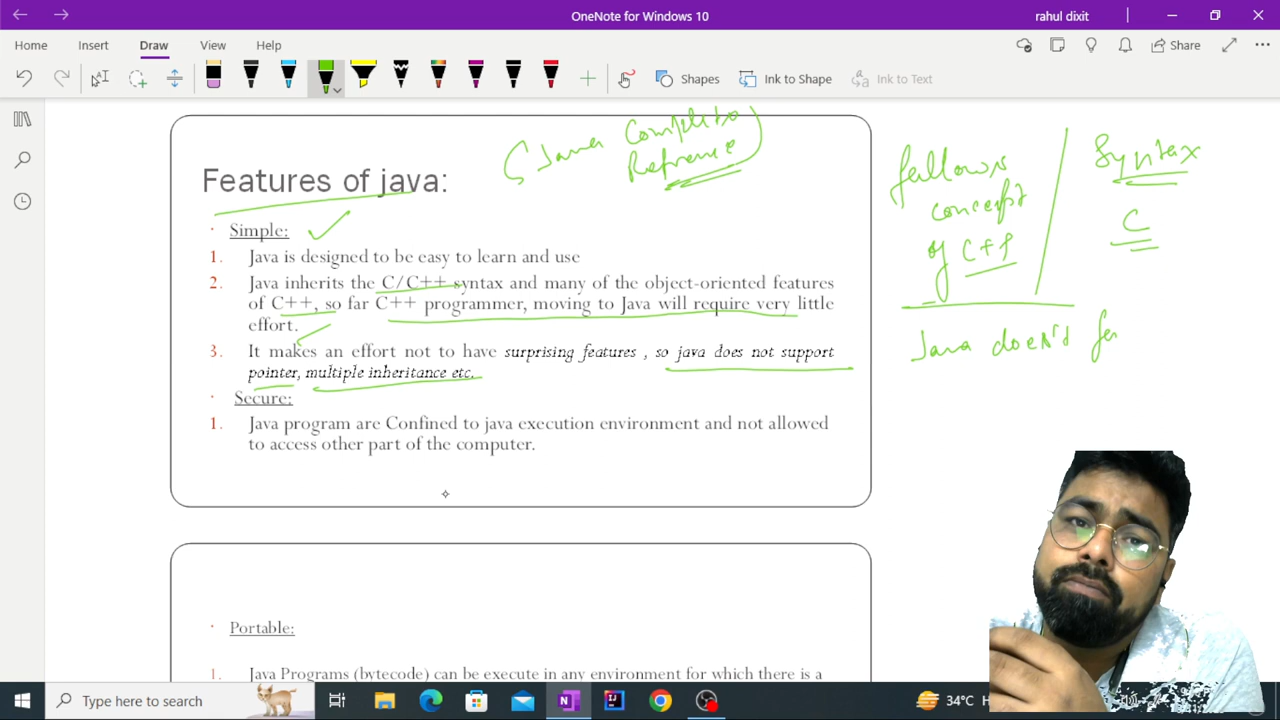 OneNote for Windows 10
rahul dixit
Home
Insert
Draw
View
Help
Share
Shapes
Ink to Shape
Ink to Text
(Java Complete
Reference)
Features of java:
Simple:
1. Java is designed to be easy to learn and use
2. Java inherits the C/C++ syntax and many of the object-oriented features
of C++, so far C++ programmer, moving to Java will require very little
effort.
3. It makes an effort not to have surprising features , so java does not support
pointer, multiple inheritance etc.
Secure:
1. Java program are Confined to java execution environment and not allowed
to access other part of the computer.
follows
concept
of C++
Syntax
C
Java doesn't
Portable:
1. Java Programs (bytecode) can be execute in any environment for which there is a
Type here to search
34°C